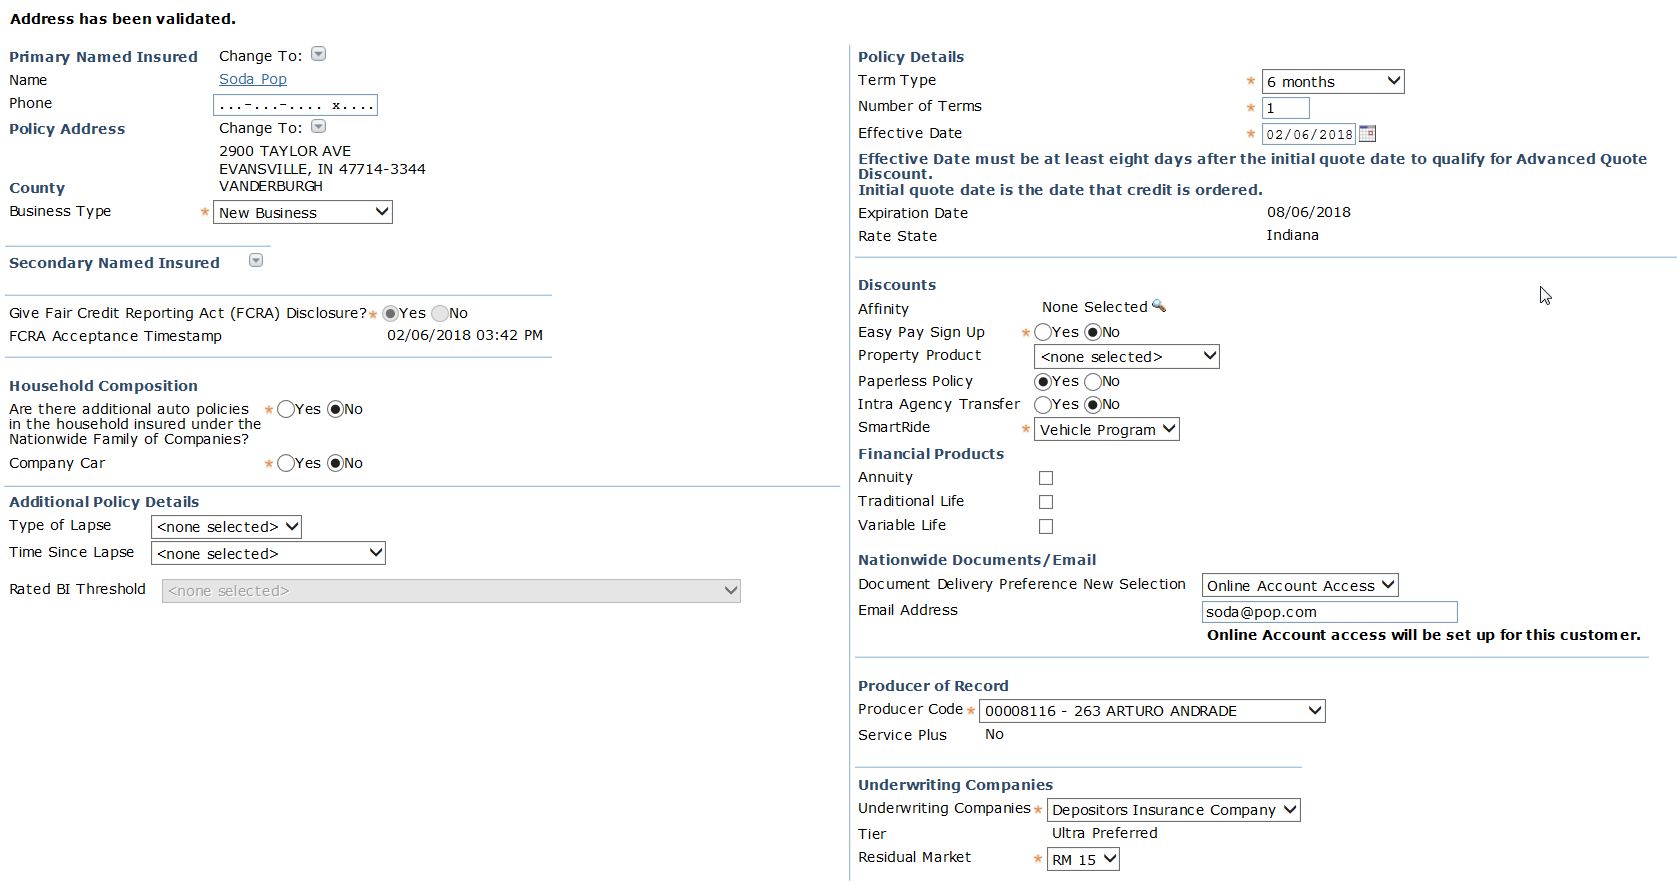 Address has been validated.
Primary Named Insured Change To:
Name Soda Pop
Phone ...-...-.... x....
Policy Address Change To:
2900 TAYLOR AVE
EVANSVILLE, IN 47714-3344
County VANDERBURGH
Business Type * New Business
Secondary Named Insured
Give Fair Credit Reporting Act (FCRA) Disclosure? * Yes No
FCRA Acceptance Timestamp 02/06/2018 03:42 PM
Household Composition
Are there additional auto policies * Yes No
in the household insured under the
Nationwide Family of Companies?
Company Car * Yes No
Additional Policy Details
Type of Lapse <none selected>
Time Since Lapse <none selected>
Rated BI Threshold <none selected>
Policy Details
Term Type * 6 months
Number of Terms * 1
Effective Date * 02/06/2018
Effective Date must be at least eight days after the initial quote date to qualify for Advanced Quote
Discount.
Initial quote date is the date that credit is ordered.
Expiration Date 08/06/2018
Rate State Indiana
Discounts
Affinity None Selected
Easy Pay Sign Up * Yes No
Property Product <none selected>
Paperless Policy Yes No
Intra Agency Transfer Yes No
SmartRide * Vehicle Program
Financial Products
Annuity
Traditional Life
Variable Life
Nationwide Documents/Email
Document Delivery Preference New Selection Online Account Access
Email Address soda@pop.com
Online Account access will be set up for this customer.
Producer of Record
Producer Code * 00008116 - 263 ARTURO ANDRADE
Service Plus No
Underwriting Companies
Underwriting Companies * Depositors Insurance Company
Tier Ultra Preferred
Residual Market * RM 15